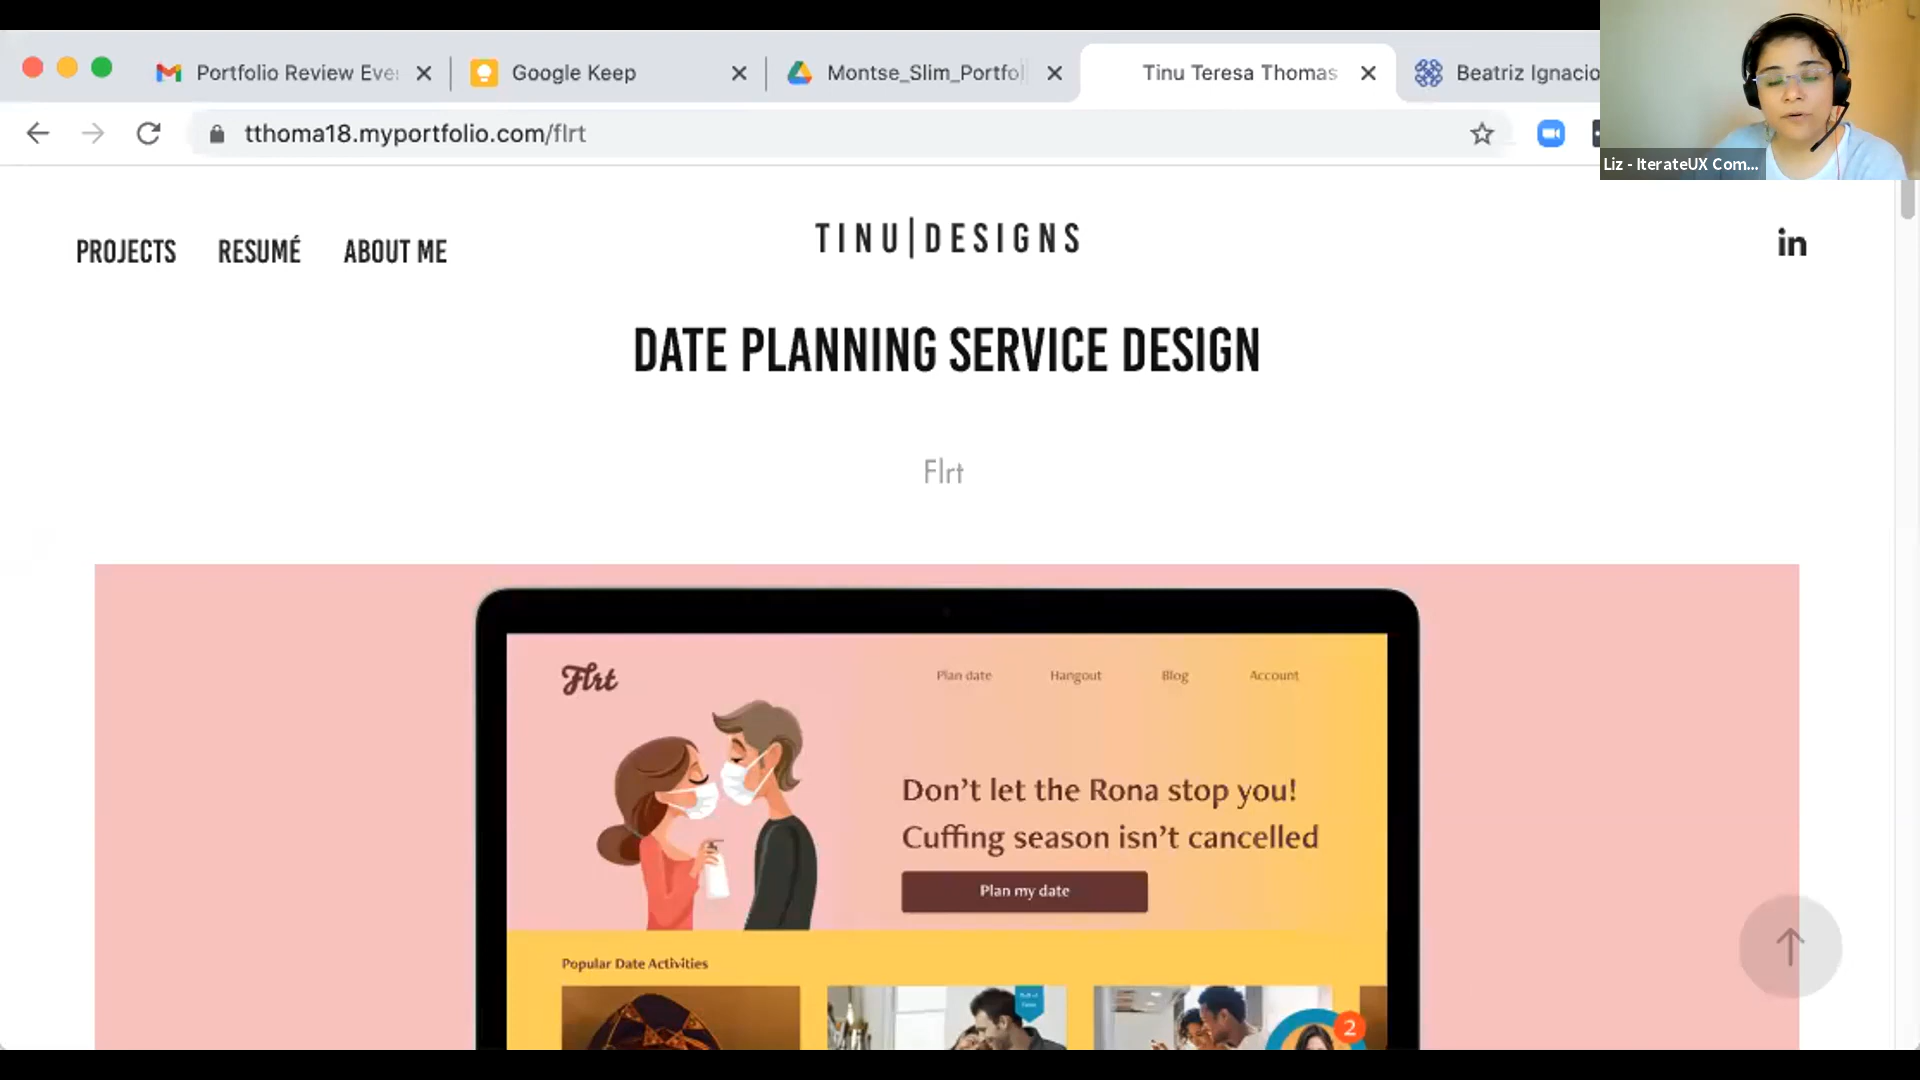 Portfolio Review Eve
Google Keep
Montse_Slim_Portfol
Tinu Teresa Thomas
Beatriz Ignacio
tthoma18.myportfolio.com/flrt
Liz - IterateUX Com...
PROJECTS
RESUMÉ
ABOUT ME
TINU|DESIGNS
in
DATE PLANNING SERVICE DESIGN
Flrt
Flrt
Plan date
Hangout
Blog
Account
Don't let the Rona stop you!
Cuffing season isn't cancelled
Plan my date
Popular Date Activities
2